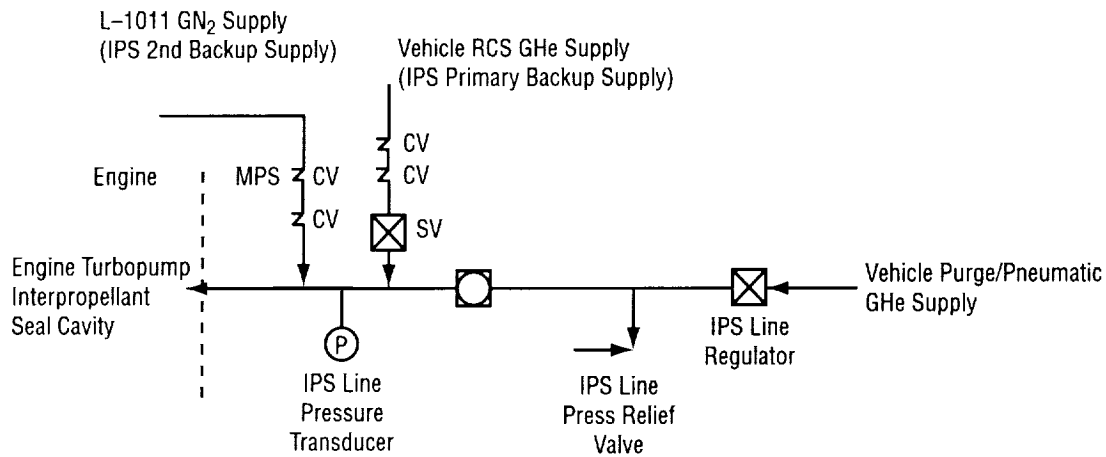 L–1011 GN2 Supply
(IPS 2nd Backup Supply)
Vehicle RCS GHe Supply
(IPS Primary Backup Supply)
CV
CV
Engine
MPS
CV
CV
SV
Engine Turbopump
Interpropellant
Seal Cavity
Vehicle Purge/Pneumatic
GHe Supply
P
IPS Line
Pressure
Transducer
IPS Line
Press Relief
Valve
IPS Line
Regulator